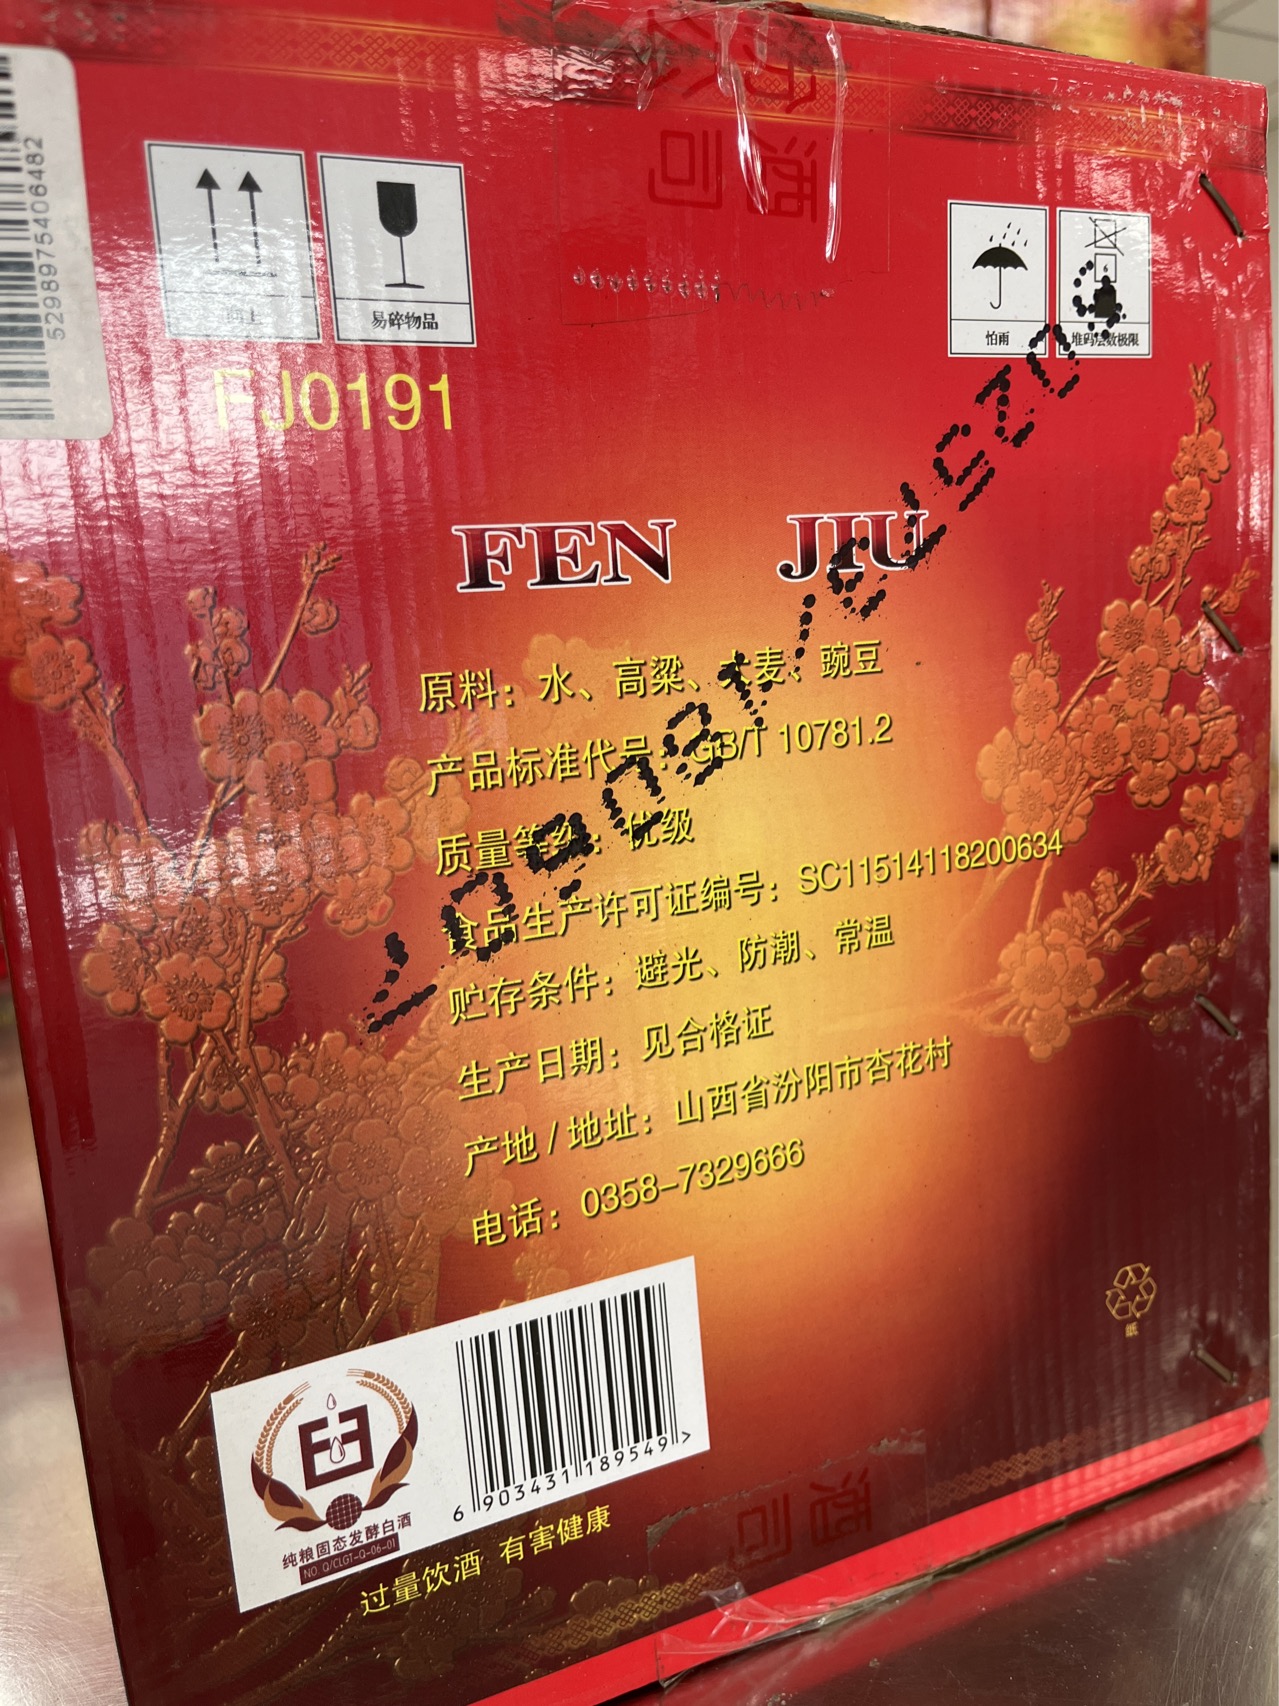 5298975406482
向上
易碎物品
怕雨
6
堆码层数极限
FJ0191
FEN JIU
原料：水、高粱、大麦、豌豆
产品标准代号：GB/T 10781.2
质量等级：优级
食品生产许可证编号：SC11514118200634
贮存条件：避光、防潮、常温
生产日期：见合格证
产地/地址：山西省汾阳市杏花村
电话：0358-7329666
纯粮固态发酵白酒
NO. Q/CLGT-Q-06-01
6 903431 189549 >
过量饮酒 有害健康
紙